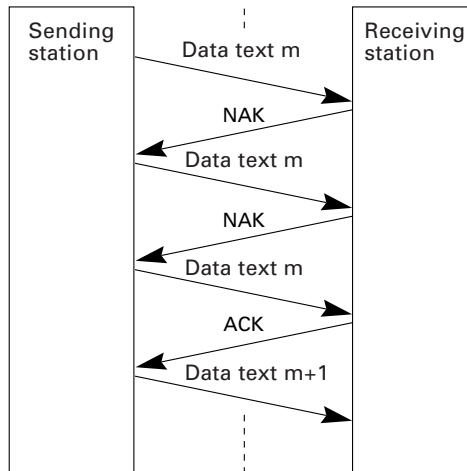 Sending
station
Receiving
station
Data text m
NAK
Data text m
NAK
Data text m
ACK
Data text m+1